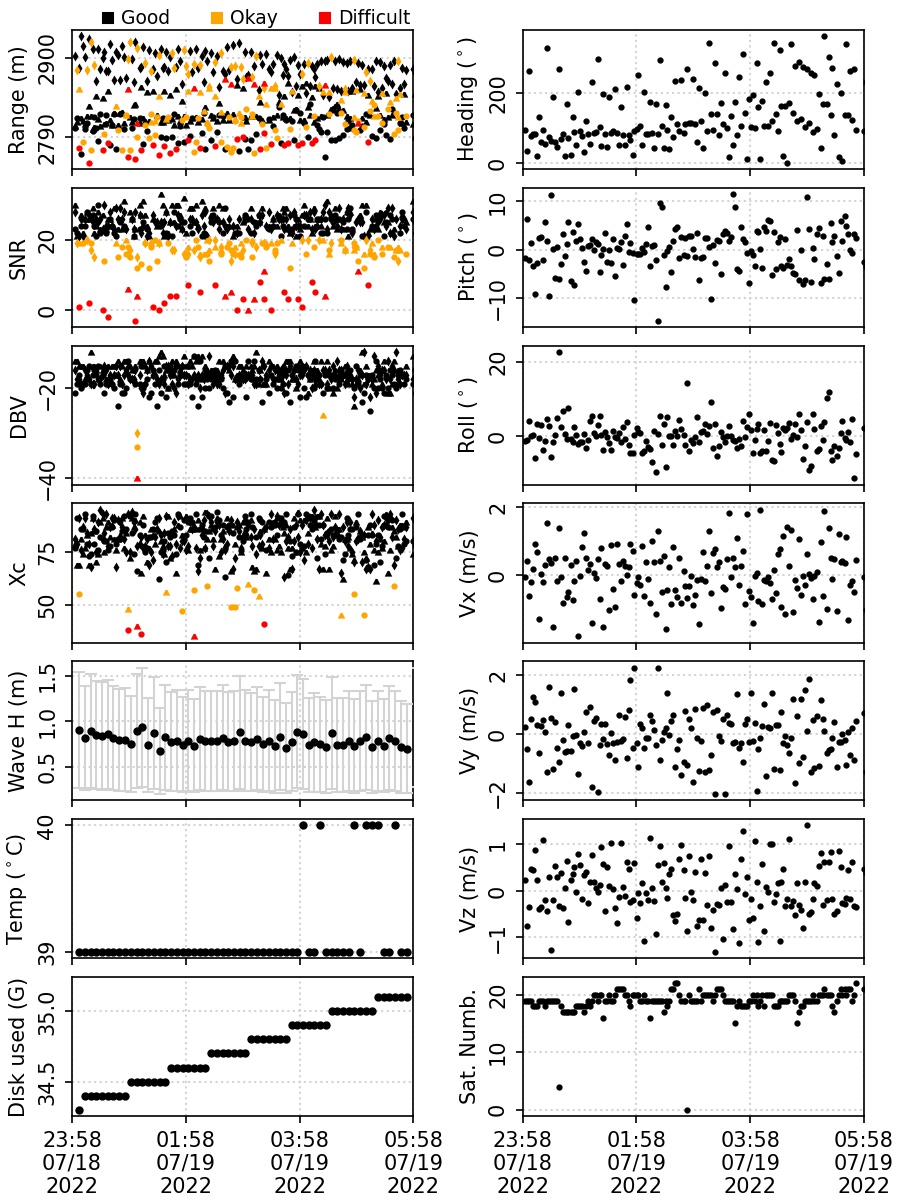 Good Okay Difficult
Range (m)
2900
2790
Heading (°)
200
0
SNR
20
0
Pitch (°)
10
0
−10
DBV
−20
−40
Roll (°)
20
0
Xc
75
50
Vx (m/s)
2
0
Wave H (m)
1.5
1.0
0.5
Vy (m/s)
2
0
−2
Temp (°C)
40
39
Vz (m/s)
1
0
−1
Disk used (G)
35.0
34.5
Sat. Numb.
20
10
0
23:58 01:58 03:58 05:58
07/18 07/19 07/19 07/19
2022 2022 2022 2022
23:58 01:58 03:58 05:58
07/18 07/19 07/19 07/19
2022 2022 2022 2022